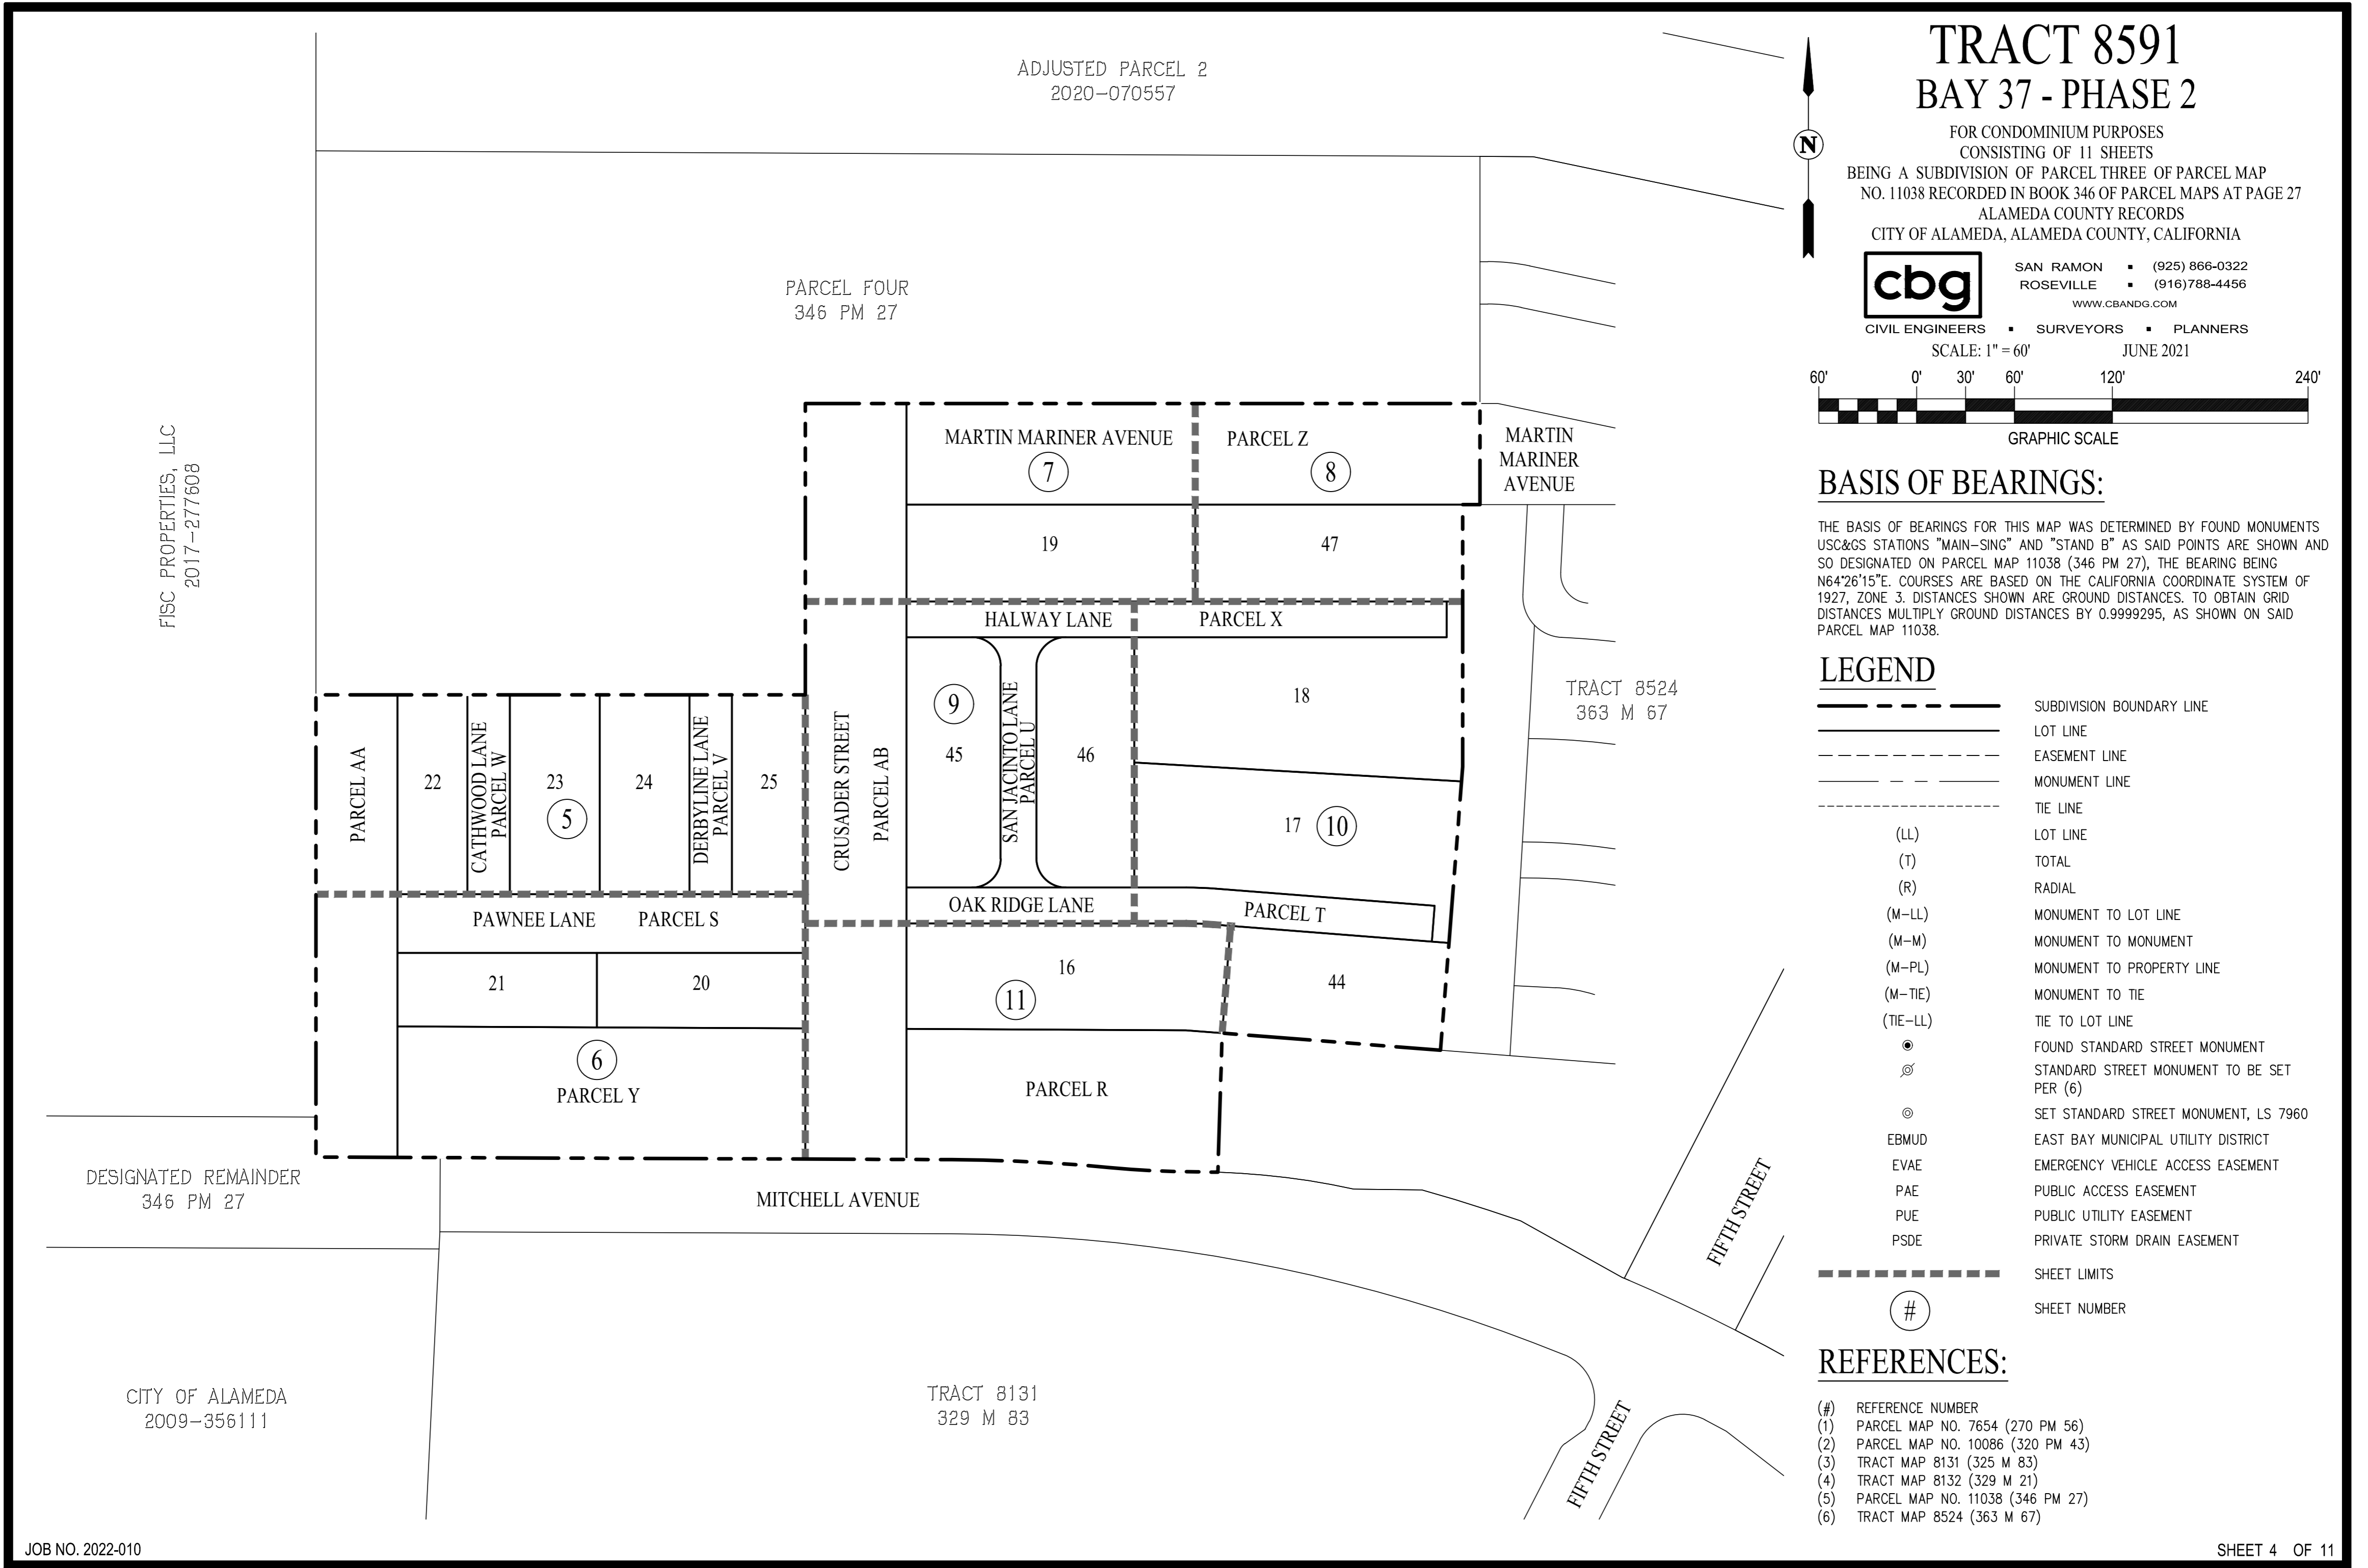 TRACT 8591
BAY 37 - PHASE 2
FOR CONDOMINIUM PURPOSES
CONSISTING OF 11 SHEETS
BEING A SUBDIVISION OF PARCEL THREE OF PARCEL MAP
NO. 11038 RECORDED IN BOOK 346 OF PARCEL MAPS AT PAGE 27
ALAMEDA COUNTY RECORDS
CITY OF ALAMEDA, ALAMEDA COUNTY, CALIFORNIA
N
cbg
SAN RAMON ▪ (925) 866-0322
ROSEVILLE ▪ (916)788-4456
WWW.CBANDG.COM
CIVIL ENGINEERS ▪ SURVEYORS ▪ PLANNERS
SCALE: 1" = 60' JUNE 2021
60' 0' 30' 60' 120' 240'
GRAPHIC SCALE
BASIS OF BEARINGS:
THE BASIS OF BEARINGS FOR THIS MAP WAS DETERMINED BY FOUND MONUMENTS
USC&GS STATIONS "MAIN-SING" AND "STAND B" AS SAID POINTS ARE SHOWN AND
SO DESIGNATED ON PARCEL MAP 11038 (346 PM 27), THE BEARING BEING
N64°26'15"E. COURSES ARE BASED ON THE CALIFORNIA COORDINATE SYSTEM OF
1927, ZONE 3. DISTANCES SHOWN ARE GROUND DISTANCES. TO OBTAIN GRID
DISTANCES MULTIPLY GROUND DISTANCES BY 0.9999295, AS SHOWN ON SAID
PARCEL MAP 11038.
LEGEND
SUBDIVISION BOUNDARY LINE
LOT LINE
EASEMENT LINE
MONUMENT LINE
TIE LINE
(LL) LOT LINE
(T) TOTAL
(R) RADIAL
(M-LL) MONUMENT TO LOT LINE
(M-M) MONUMENT TO MONUMENT
(M-PL) MONUMENT TO PROPERTY LINE
(M-TIE) MONUMENT TO TIE
(TIE-LL) TIE TO LOT LINE
FOUND STANDARD STREET MONUMENT
STANDARD STREET MONUMENT TO BE SET
PER (6)
SET STANDARD STREET MONUMENT, LS 7960
EBMUD EAST BAY MUNICIPAL UTILITY DISTRICT
EVAE EMERGENCY VEHICLE ACCESS EASEMENT
PAE PUBLIC ACCESS EASEMENT
PUE PUBLIC UTILITY EASEMENT
PSDE PRIVATE STORM DRAIN EASEMENT
SHEET LIMITS
# SHEET NUMBER
REFERENCES:
(#) REFERENCE NUMBER
(1) PARCEL MAP NO. 7654 (270 PM 56)
(2) PARCEL MAP NO. 10086 (320 PM 43)
(3) TRACT MAP 8131 (325 M 83)
(4) TRACT MAP 8132 (329 M 21)
(5) PARCEL MAP NO. 11038 (346 PM 27)
(6) TRACT MAP 8524 (363 M 67)
ADJUSTED PARCEL 2
2020-070557
PARCEL FOUR
346 PM 27
FISC PROPERTIES, LLC
2017-277608
MARTIN MARINER AVENUE
7
PARCEL Z
8
MARTIN
MARINER
AVENUE
19
47
HALWAY LANE
PARCEL X
9
45
SAN JACINTO LANE
PARCEL U
46
18
17
10
TRACT 8524
363 M 67
CRUSADER STREET
PARCEL AB
PARCEL AA
22
CATHWOOD LANE
PARCEL W
23
5
24
DERBYLINE LANE
PARCEL V
25
PAWNEE LANE
PARCEL S
21
20
6
PARCEL Y
OAK RIDGE LANE
PARCEL T
16
11
44
PARCEL R
MITCHELL AVENUE
DESIGNATED REMAINDER
346 PM 27
CITY OF ALAMEDA
2009-356111
TRACT 8131
329 M 83
FIFTH STREET
FIFTH STREET
JOB NO. 2022-010
SHEET 4 OF 11